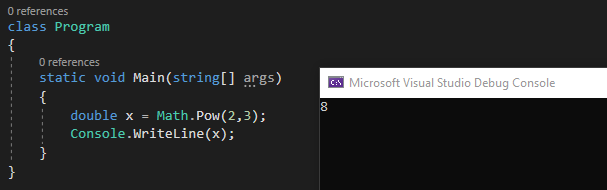 0 references
class Program
{
0 references
static void Main(string[] args)
{
double x = Math.Pow(2,3);
Console.WriteLine(x);
}
}
Microsoft Visual Studio Debug Console
8